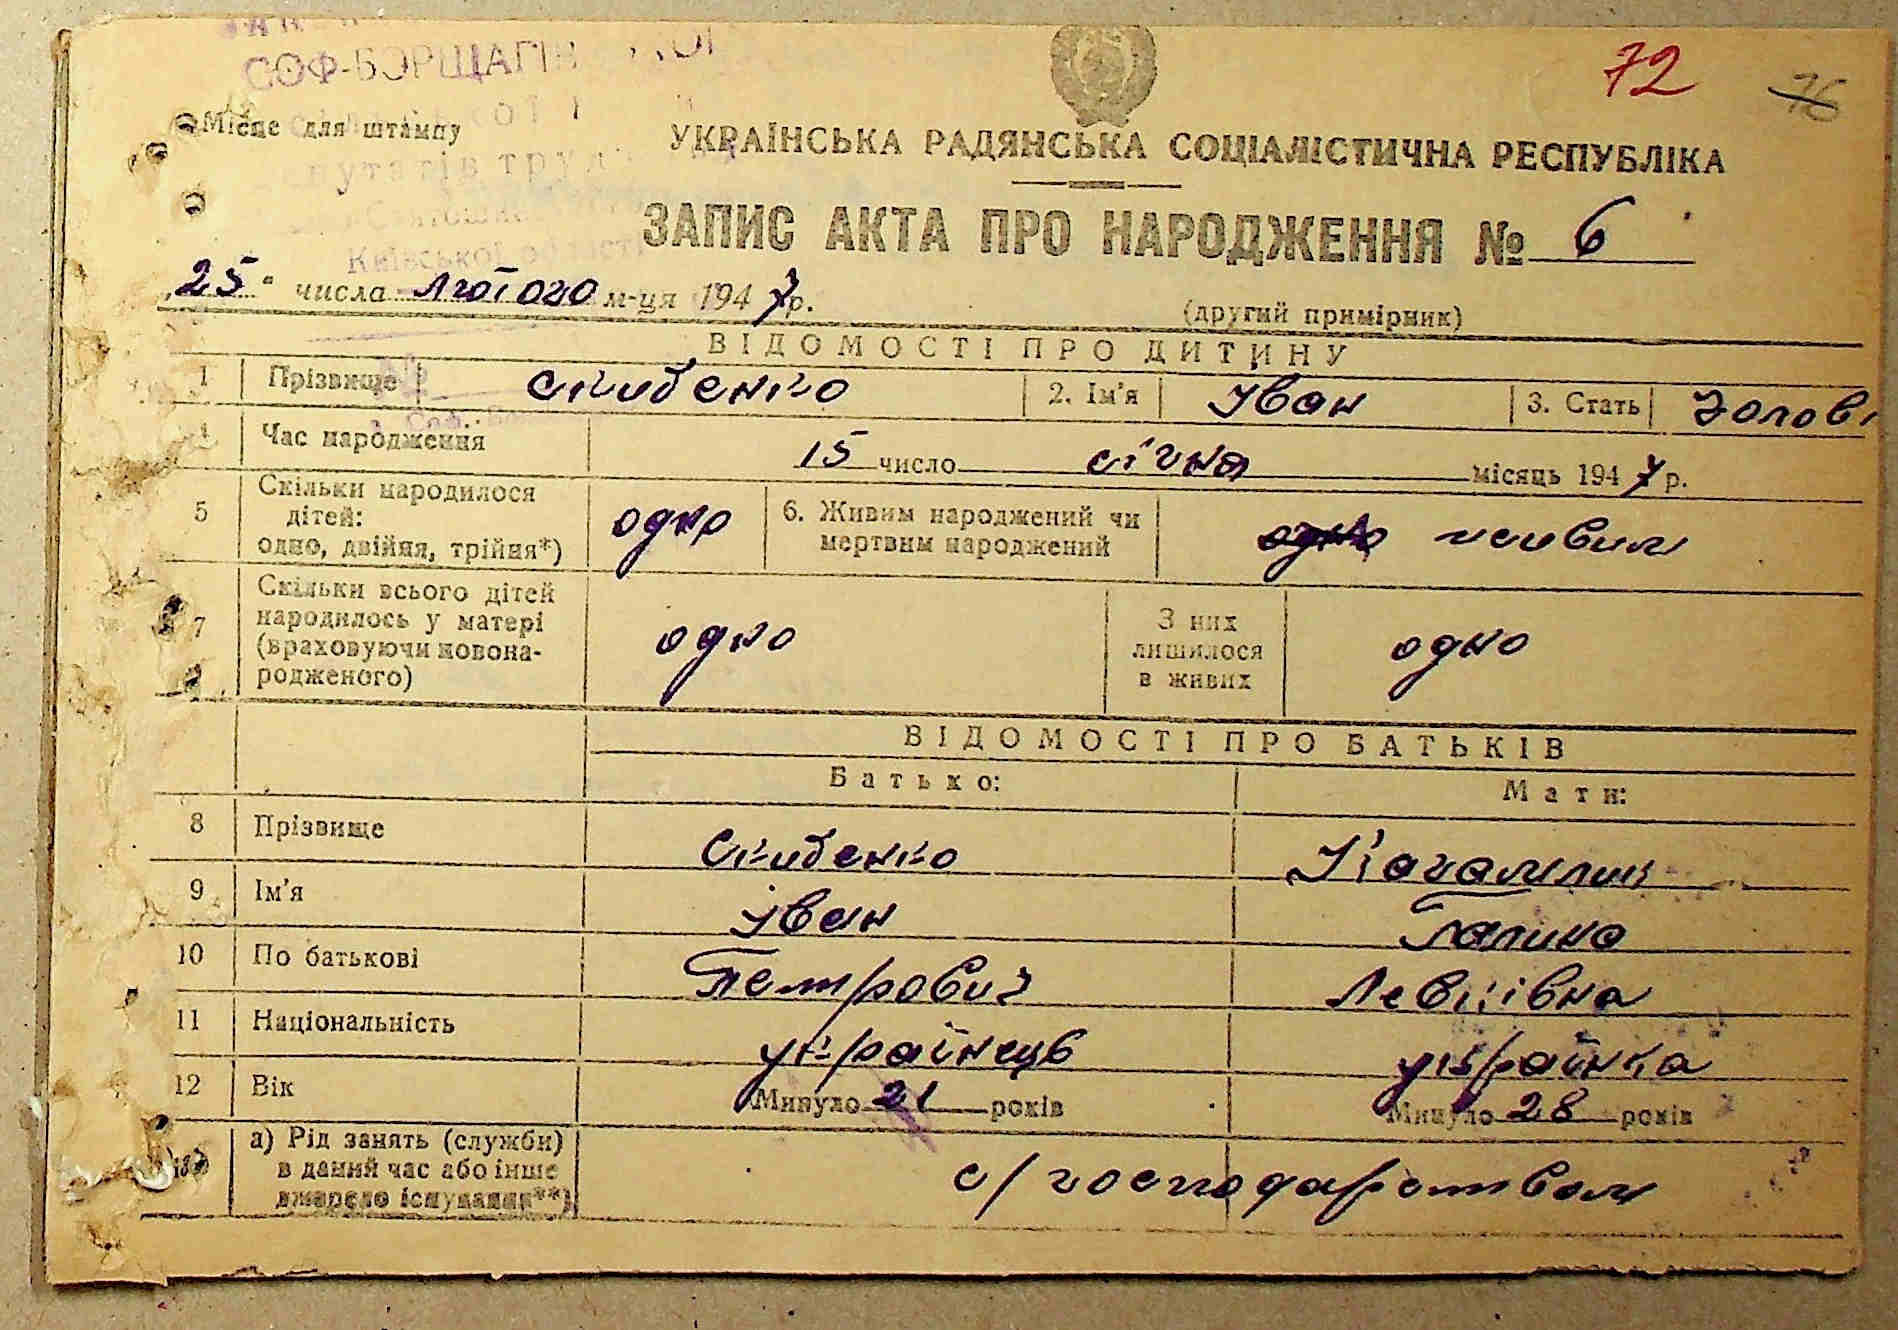 СОФ-БОРЩАГІВ
72 76
Місце для штампу
УКРАЇНСЬКА РАДЯНСЬКА СОЦІАЛІСТИЧНА РЕСПУБЛІКА
ЗАПИС АКТА ПРО НАРОДЖЕННЯ № 6
Київської області
„25" числа лютого м-ця 1947 р.
(другий примірник)
ВІДОМОСТІ ПРО ДИТИНУ
1 Прізвище Скибенко 2. Ім'я Іван 3. Стать Чолові
4 Час народження 15 число січня місяць 1947 р.
5 Скільки народилося дітей: одно, двійня, трійня*) одно 6. Живим народжений чи мертвим народжений одно живим
7 Скільки всього дітей народилось у матері (враховуючи новонародженого) одно З них лишилося в живих одно
ВІДОМОСТІ ПРО БАТЬКІВ
Батько: Мати:
8 Прізвище Скибенко
9 Ім'я Іван Галина
10 По батькові Петрович Левківна
11 Національність українець українка
12 Вік Минуло 21 років Минуло 28 років
а) Рід занять (служби) в даний час або інше джерело існування**) с/господарством